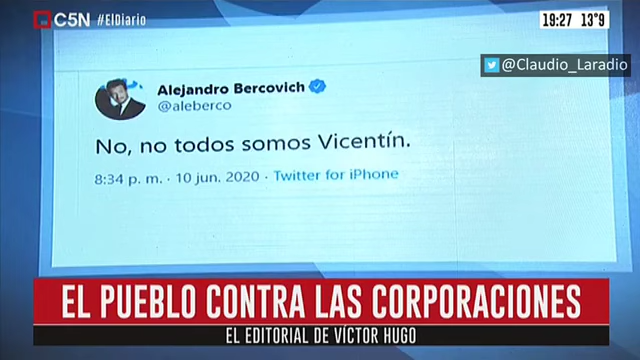 C5N #ElDiario
19:27 13°9
@Claudio_Laradio
Alejandro Bercovich
@aleberco
No, no todos somos Vicentín.
8:34 p. m. · 10 jun. 2020 · Twitter for iPhone
EL PUEBLO CONTRA LAS CORPORACIONES
EL EDITORIAL DE VÍCTOR HUGO